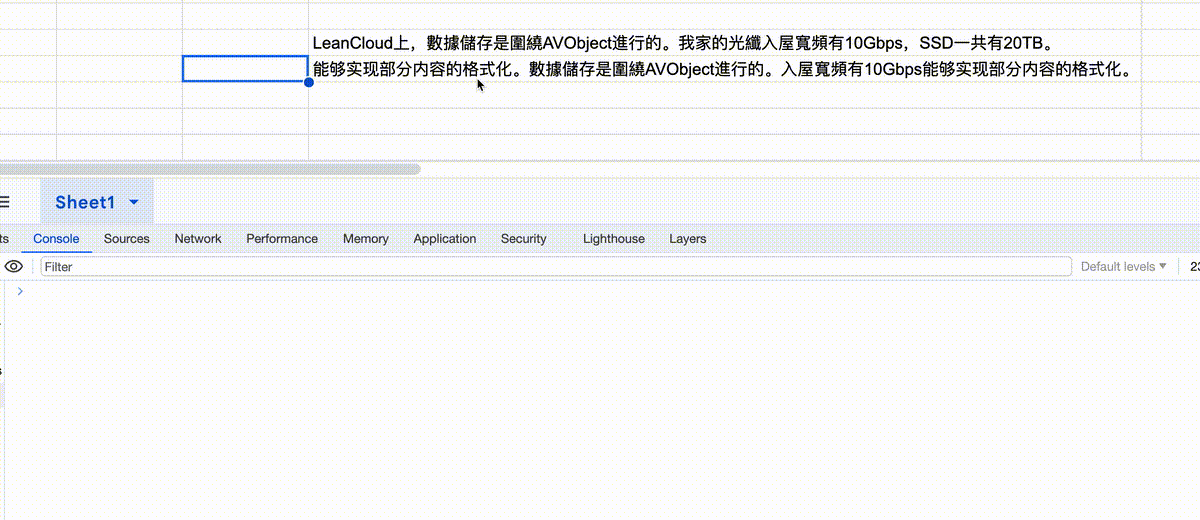 LeanCloud上，數據儲存是圍繞AVObject進行的。我家的光纖入屋寬頻有10Gbps，SSD一共有20TB。
能够实现部分内容的格式化。數據儲存是圍繞AVObject進行的。入屋寬頻有10Gbps能够实现部分内容的格式化。
Sheet1
ts Console Sources Network Performance Memory Application Security Lighthouse Layers
Filter Default levels 23